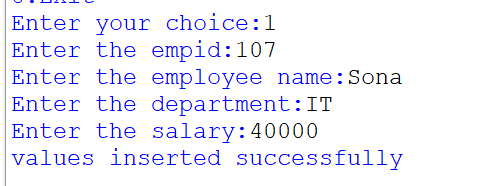 Enter your choice:1
Enter the empid:107
Enter the employee name:Sona
Enter the department:IT
Enter the salary:40000
values inserted successfully